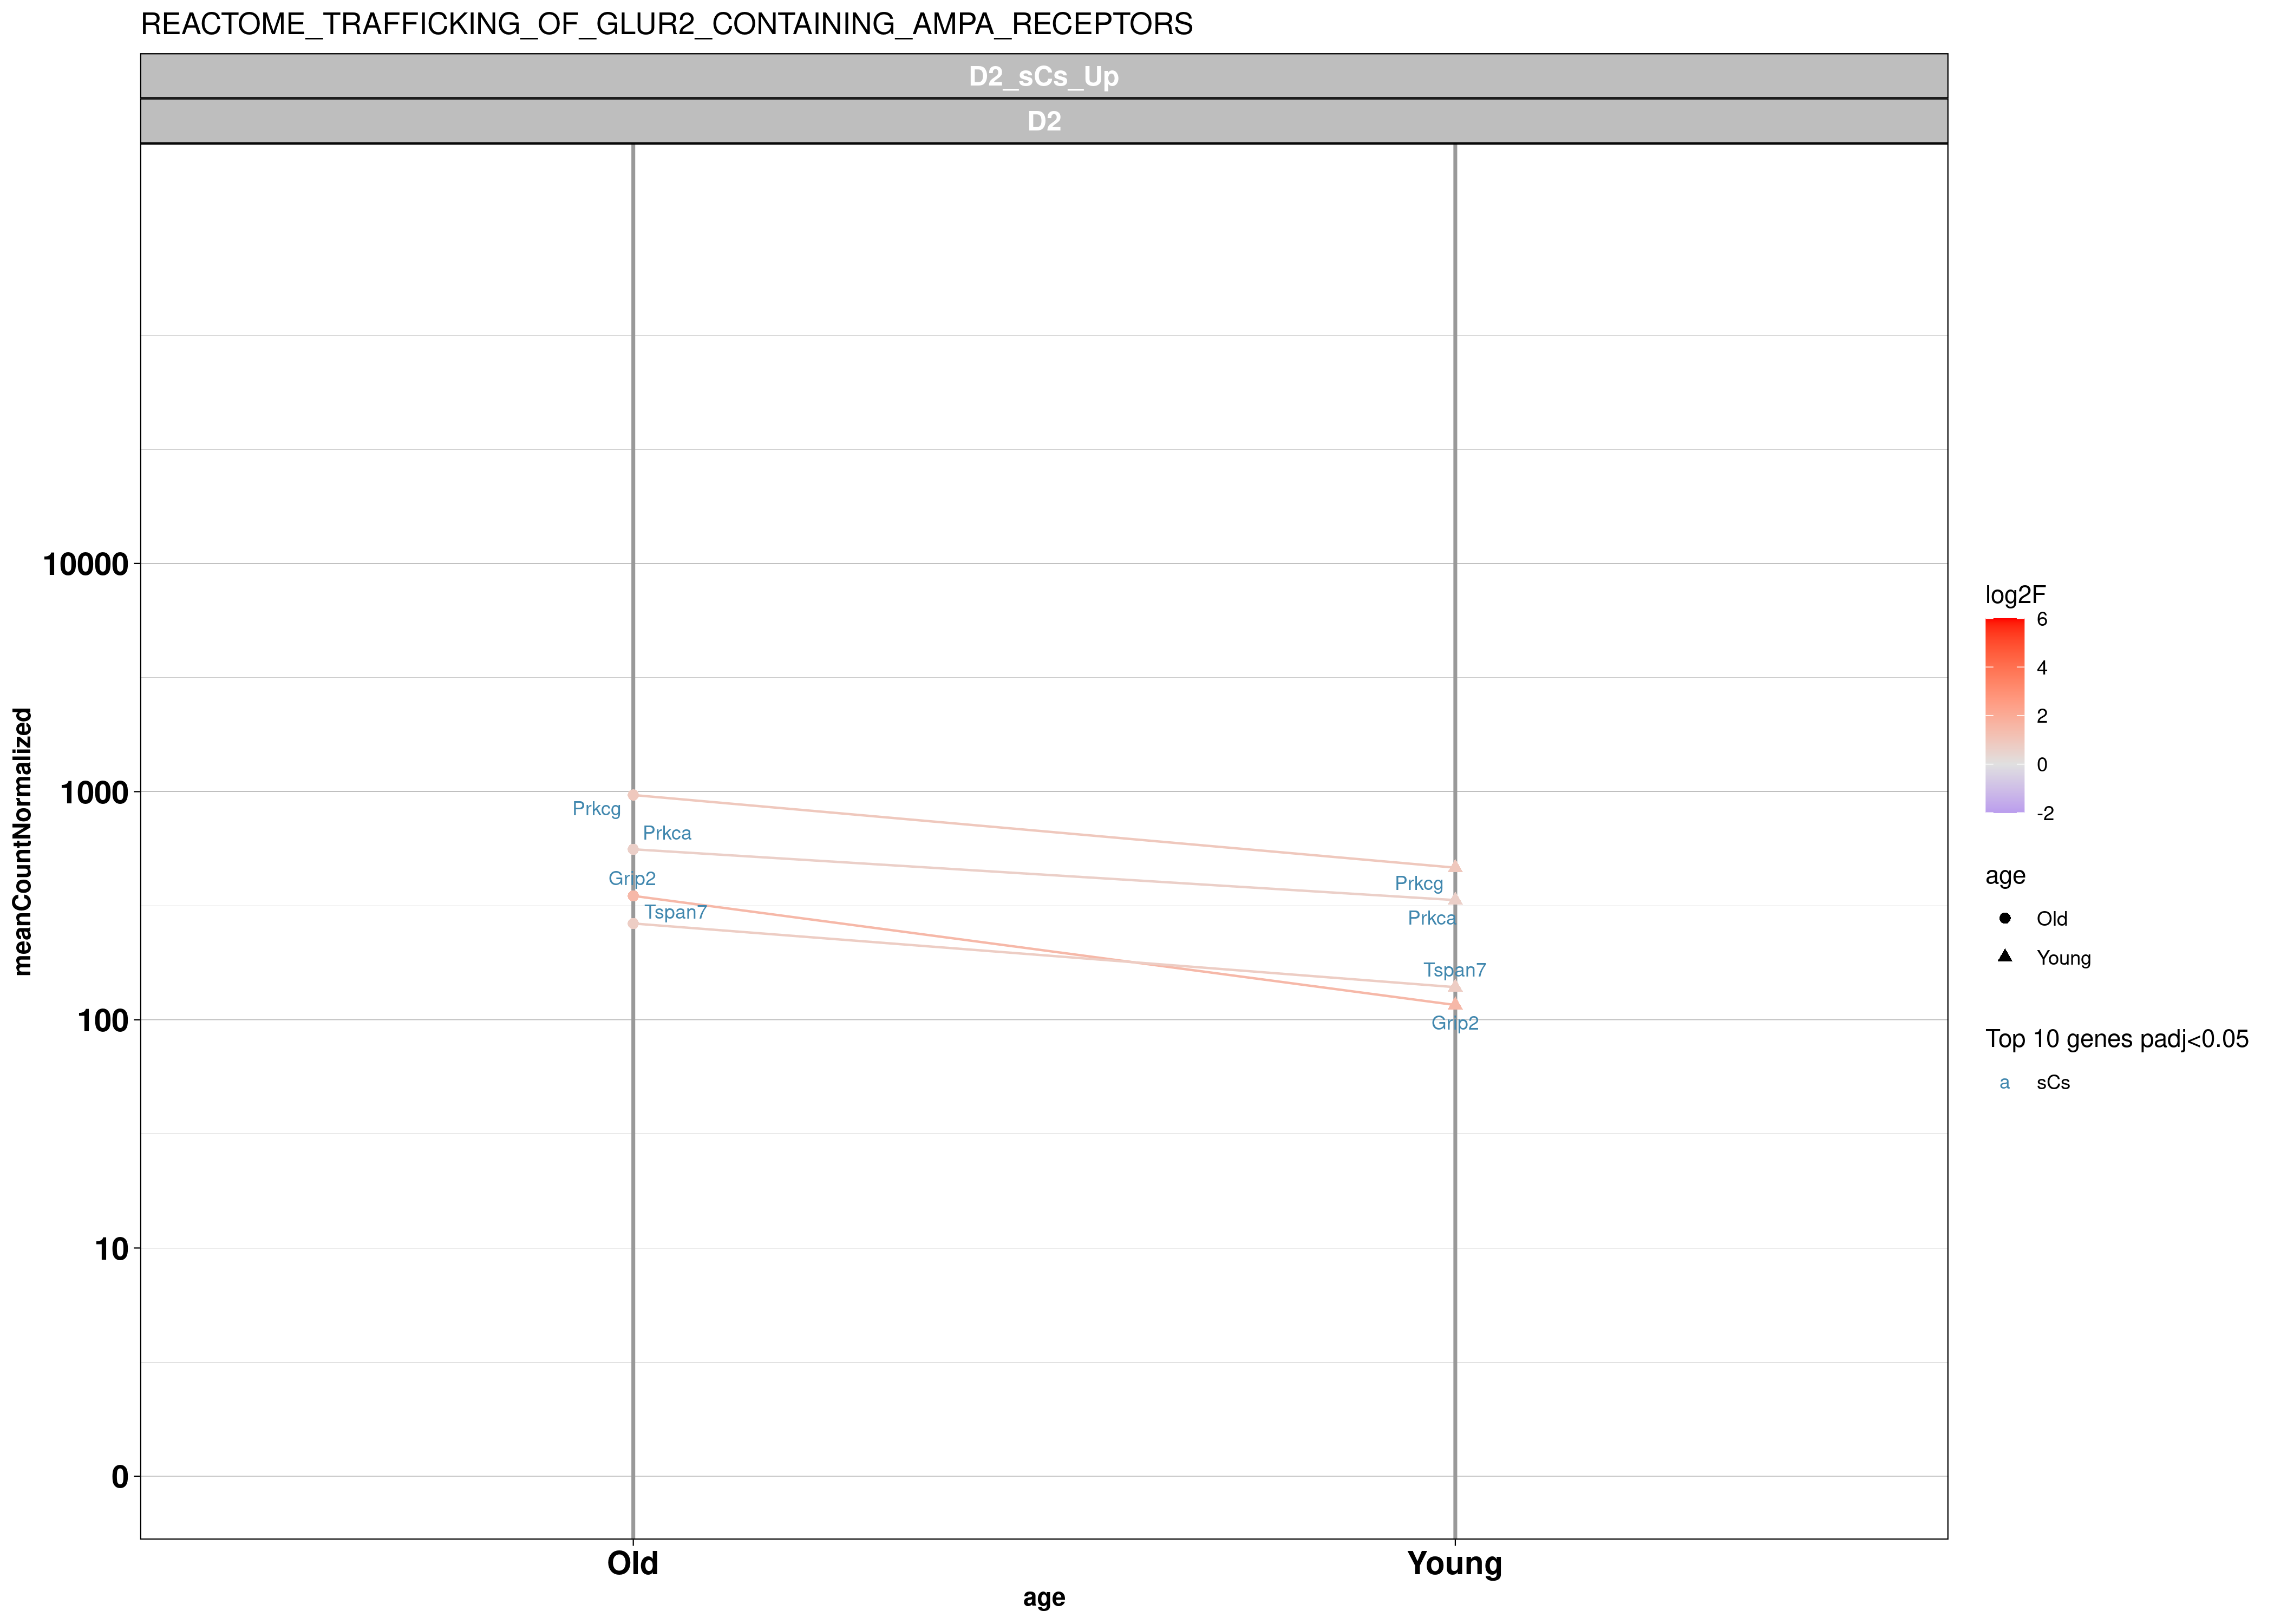 REACTOME_TRAFFICKING_OF_GLUR2_CONTAINING_AMPA_RECEPTORS
D2_sCs_Up
D2
meanCountNormalized
10000
1000
100
10
0
Prkcg
Prkca
Grip2
Tspan7
Prkcg
Prkca
Tspan7
Grip2
Old
Young
age
log2F
6
4
2
0
-2
age
Old
Young
Top 10 genes padj<0.05
a sCs